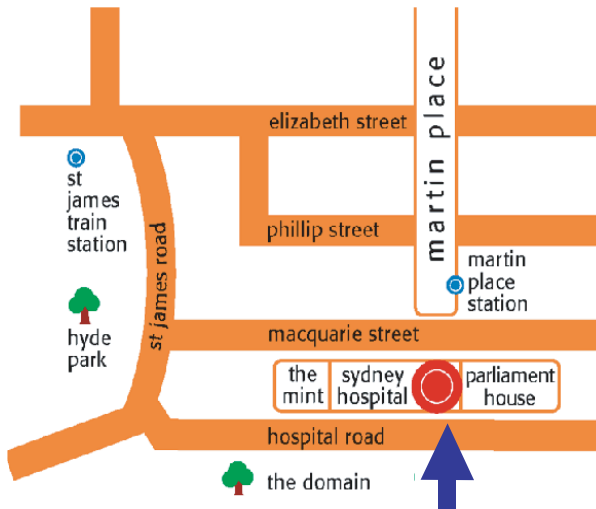 elizabeth street
martin place
st
james
train
station
phillip street
st james road
martin
place
station
hyde
park
macquarie street
the
mint
sydney
hospital
parliament
house
hospital road
the domain